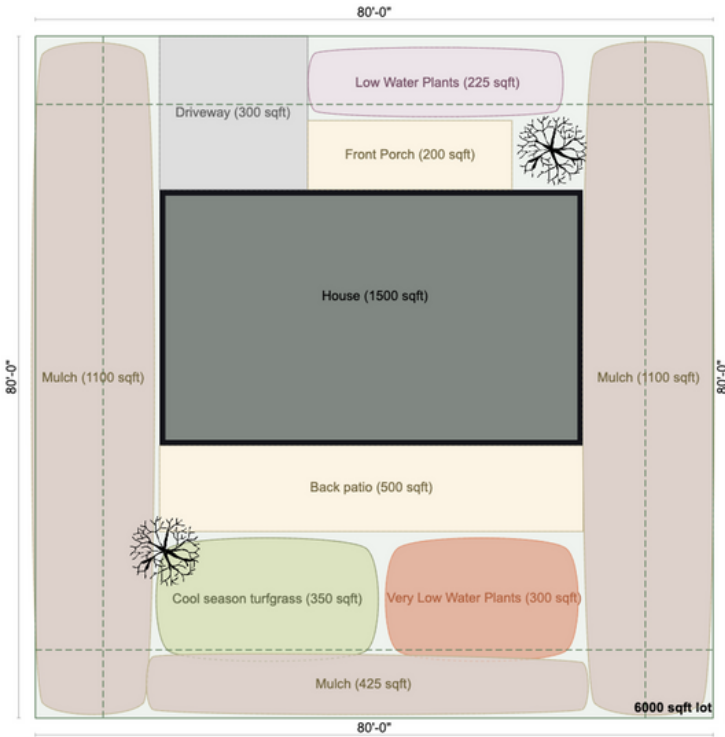 80'-0"
Low Water Plants (225 sqft)
Driveway (300 sqft)
Front Porch (200 sqft)
House (1500 sqft)
80'-0"
Mulch (1100 sqft)
Mulch (1100 sqft)
80'-0"
Back patio (500 sqft)
Cool season turfgrass (350 sqft)
Very Low Water Plants (300 sqft)
Mulch (425 sqft)
6000 sqft lot
80'-0"